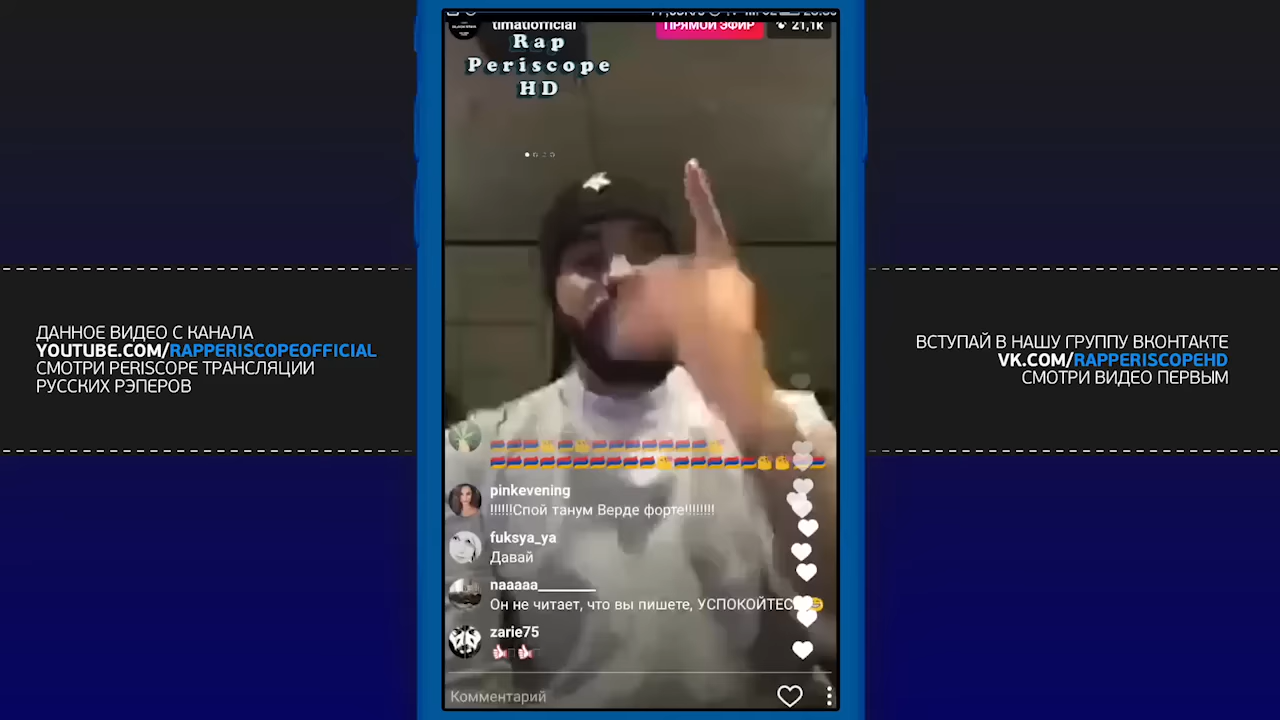 timatiofficial
ПРЯМОЙ ЭФИР
21,1k
Rap
Periscope
HD
ДАННОЕ ВИДЕО С КАНАЛА
YOUTUBE.COM/RAPPERISCOPEOFFICIAL
СМОТРИ PERISCOPE ТРАНСЛЯЦИИ
РУССКИХ РЭПЕРОВ
ВСТУПАЙ В НАШУ ГРУППУ ВКОНТАКТЕ
VK.COM/RAPPERISCOPEHD
СМОТРИ ВИДЕО ПЕРВЫМ
pinkevening
!!!!!!Спой танум Верде форте!!!!!!!!
fuksya_ya
Давай
naaaaa________
Он не читает, что вы пишете, УСПОКОЙТЕС
zarie75
Комментарий